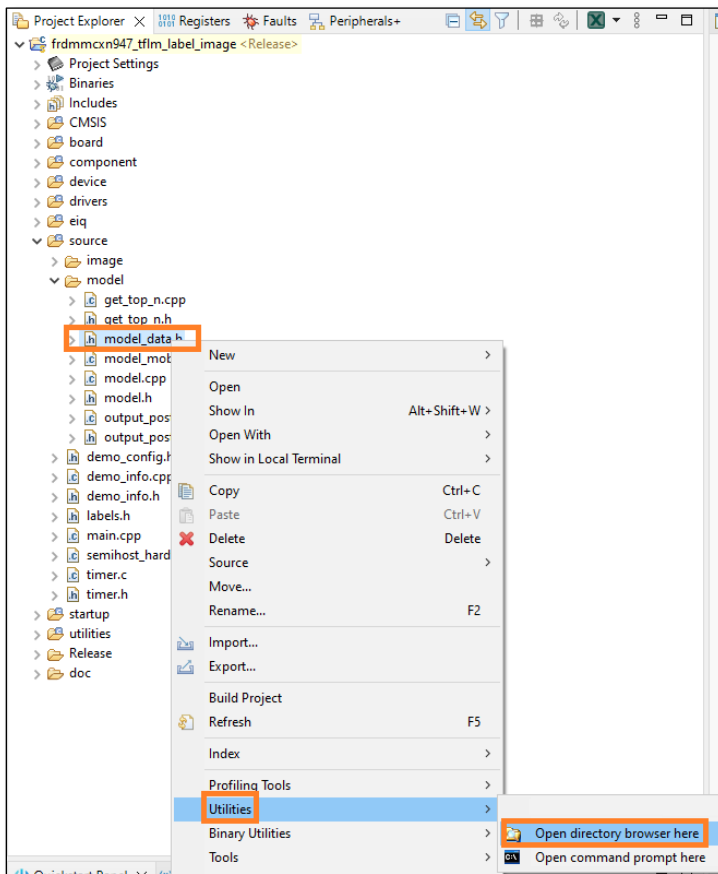 Project Explorer Registers Faults Peripherals+
frdmmcxn947_tflm_label_image <Release>
Project Settings
Binaries
Includes
CMSIS
board
component
device
drivers
eiq
source
image
model
get_top_n.cpp
get_top_n.h
model_data.h
model_mob
model.cpp
model.h
output_pos
output_pos
demo_config.h
demo_info.cpp
demo_info.h
labels.h
main.cpp
semihost_hard
timer.c
timer.h
startup
utilities
Release
doc
New
Open
Show In Alt+Shift+W >
Open With
Show in Local Terminal
Copy Ctrl+C
Paste Ctrl+V
Delete Delete
Source
Move...
Rename... F2
Import...
Export...
Build Project
Refresh F5
Index
Profiling Tools
Utilities
Binary Utilities
Tools
Open directory browser here
Open command prompt here